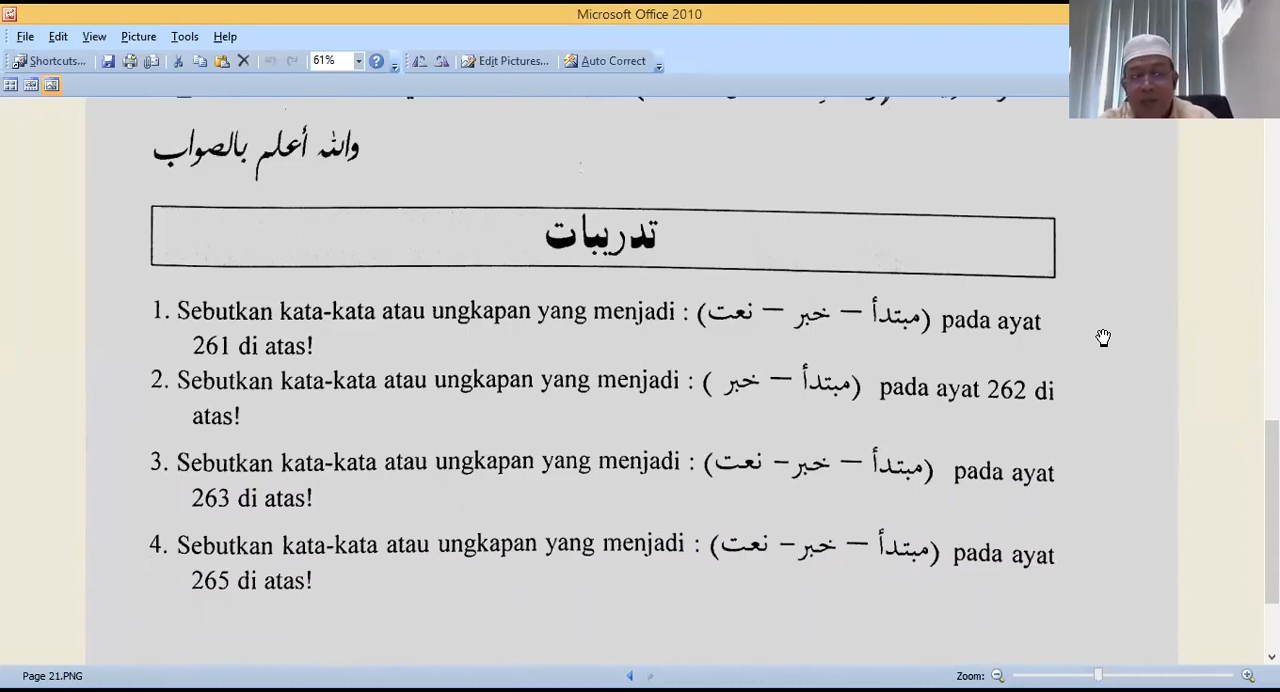 Microsoft Office 2010
File Edit View Picture Tools Help
Shortcuts... 61% Edit Pictures... Auto Correct
والله أعلم بالصواب
تدريبات
1. Sebutkan kata-kata atau ungkapan yang menjadi : (مبتدأ – خبر – نعت) pada ayat
261 di atas!
2. Sebutkan kata-kata atau ungkapan yang menjadi : (مبتدأ – خبر ) pada ayat 262 di
atas!
3. Sebutkan kata-kata atau ungkapan yang menjadi : (مبتدأ – خبر – نعت) pada ayat
263 di atas!
4. Sebutkan kata-kata atau ungkapan yang menjadi : (مبتدأ – خبر – نعت) pada ayat
265 di atas!
Page 21.PNG Zoom: